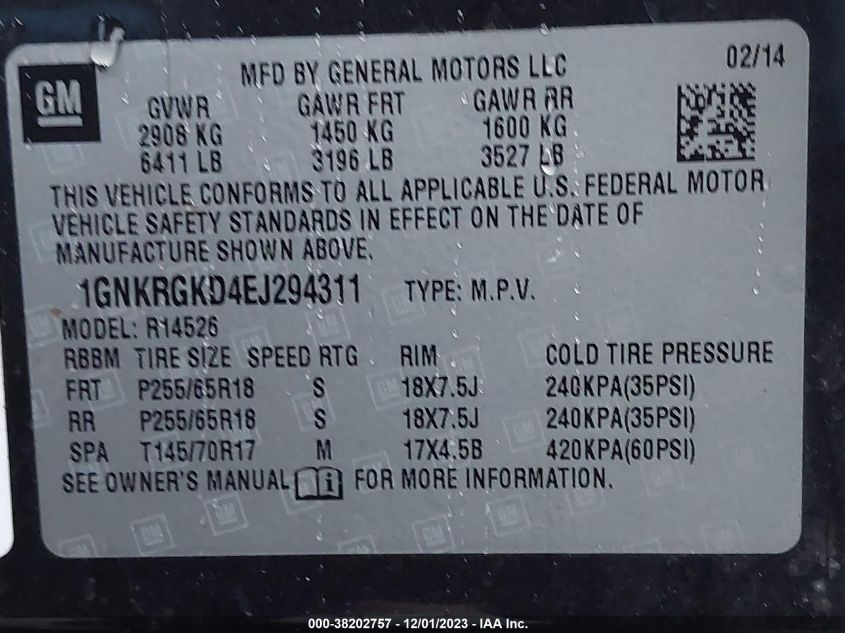 GM
MFD BY GENERAL MOTORS LLC 02/14
GVWR GAWR FRT GAWR RR
2908 KG 1450 KG 1600 KG
6411 LB 3196 LB 3527 LB
THIS VEHICLE CONFORMS TO ALL APPLICABLE U.S. FEDERAL MOTOR
VEHICLE SAFETY STANDARDS IN EFFECT ON THE DATE OF
MANUFACTURE SHOWN ABOVE.
1GNKRGKD4EJ294311 TYPE: M.P.V.
MODEL: R14526
RBBM TIRE SIZE SPEED RTG RIM COLD TIRE PRESSURE
FRT P255/65R18 S 18X7.5J 240KPA(35PSI)
RR P255/65R18 S 18X7.5J 240KPA(35PSI)
SPA T145/70R17 M 17X4.5B 420KPA(60PSI)
SEE OWNER'S MANUAL i FOR MORE INFORMATION.
000-38202757 - 12/01/2023 - IAA Inc.